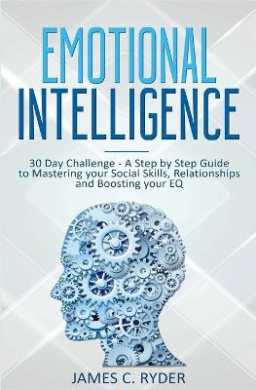 EMOTIONAL
INTELLIGENCE
30 Day Challenge - A Step by Step Guide
to Mastering your Social Skills, Relationships
and Boosting your EQ
JAMES C. RYDER